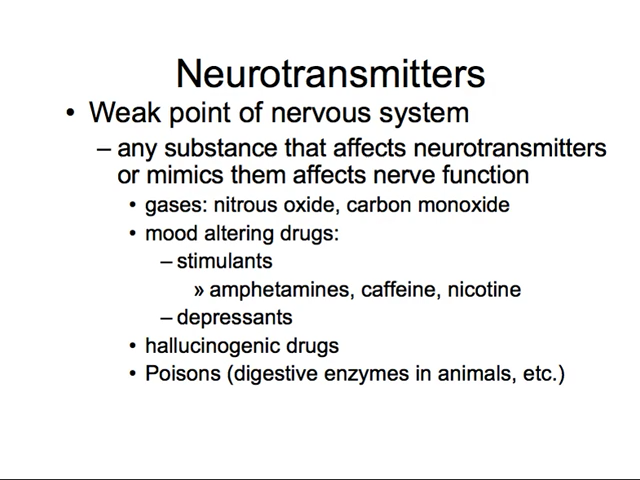 Neurotransmitters
• Weak point of nervous system
– any substance that affects neurotransmitters
or mimics them affects nerve function
• gases: nitrous oxide, carbon monoxide
• mood altering drugs:
– stimulants
» amphetamines, caffeine, nicotine
– depressants
• hallucinogenic drugs
• Poisons (digestive enzymes in animals, etc.)